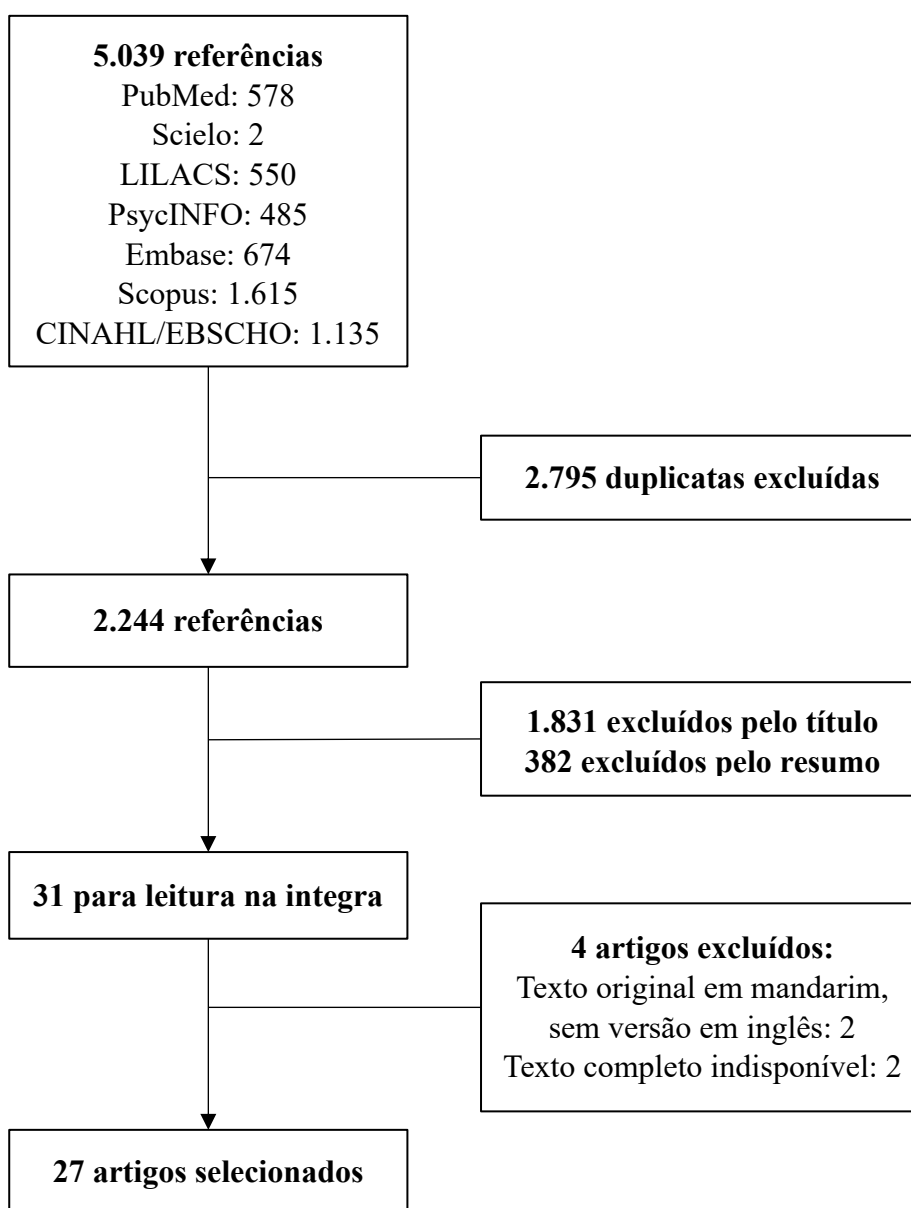 5.039 referências
PubMed: 578
Scielo: 2
LILACS: 550
PsycINFO: 485
Embase: 674
Scopus: 1.615
CINAHL/EBSCHO: 1.135
2.795 duplicatas excluídas
2.244 referências
1.831 excluídos pelo título
382 excluídos pelo resumo
31 para leitura na integra
4 artigos excluídos:
Texto original em mandarim,
sem versão em inglês: 2
Texto completo indisponível: 2
27 artigos selecionados